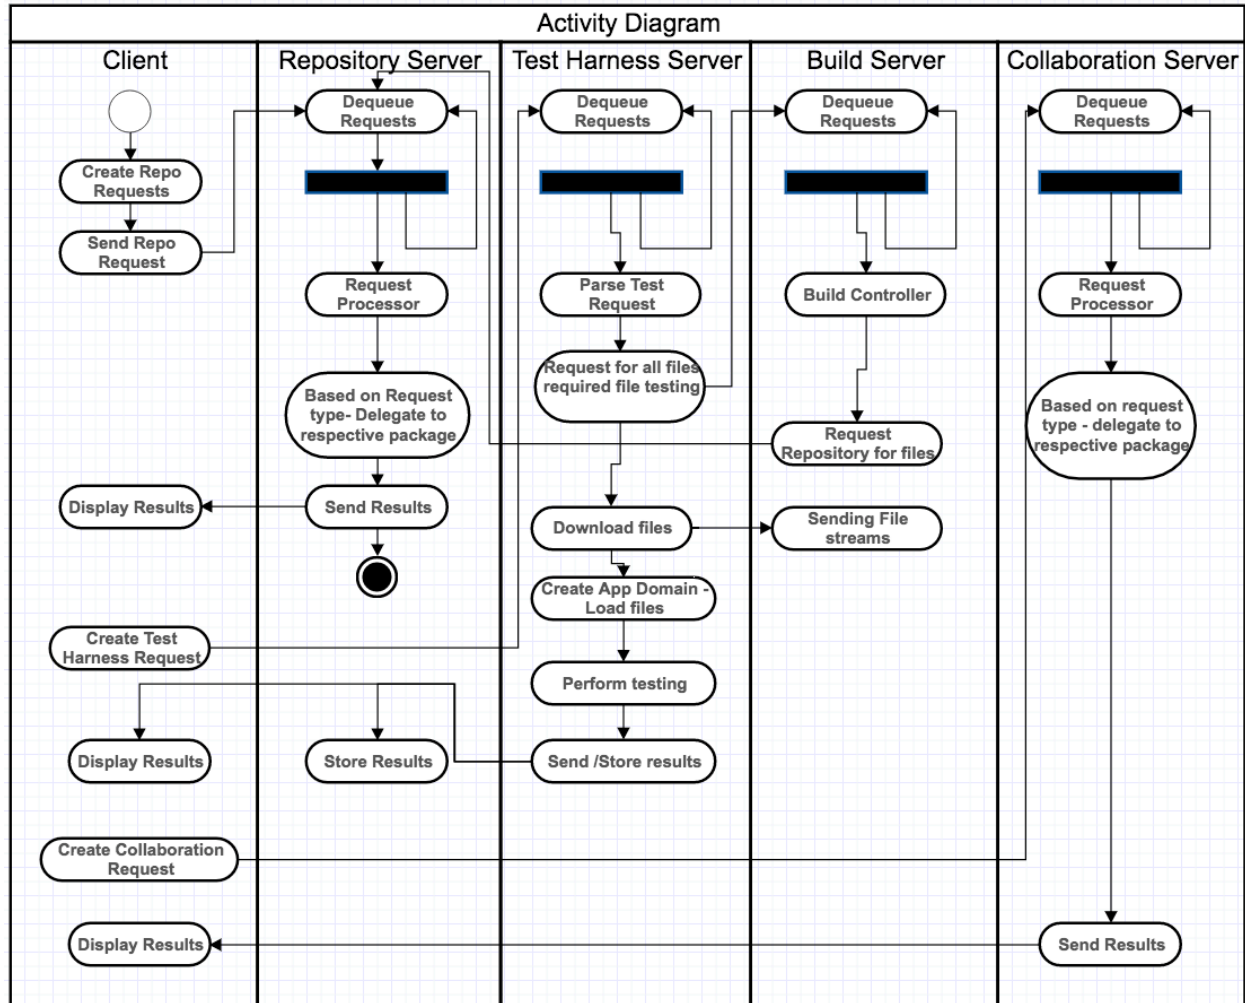 Activity Diagram
Client
Repository Server
Test Harness Server
Build Server
Collaboration Server
Dequeue
Requests
Dequeue
Requests
Dequeue
Requests
Dequeue
Requests
Create Repo
Requests
Send Repo
Request
Request
Processor
Parse Test
Request
Build Controller
Request
Processor
Request for all files
required file testing
Based on Request
type- Delegate to
respective package
Based on request
type - delegate to
respective package
Request
Repository for files
Display Results
Send Results
Download files
Sending File
streams
Create App Domain -
Load files
Create Test
Harness Request
Perform testing
Display Results
Store Results
Send /Store results
Create Collaboration
Request
Display Results
Send Results